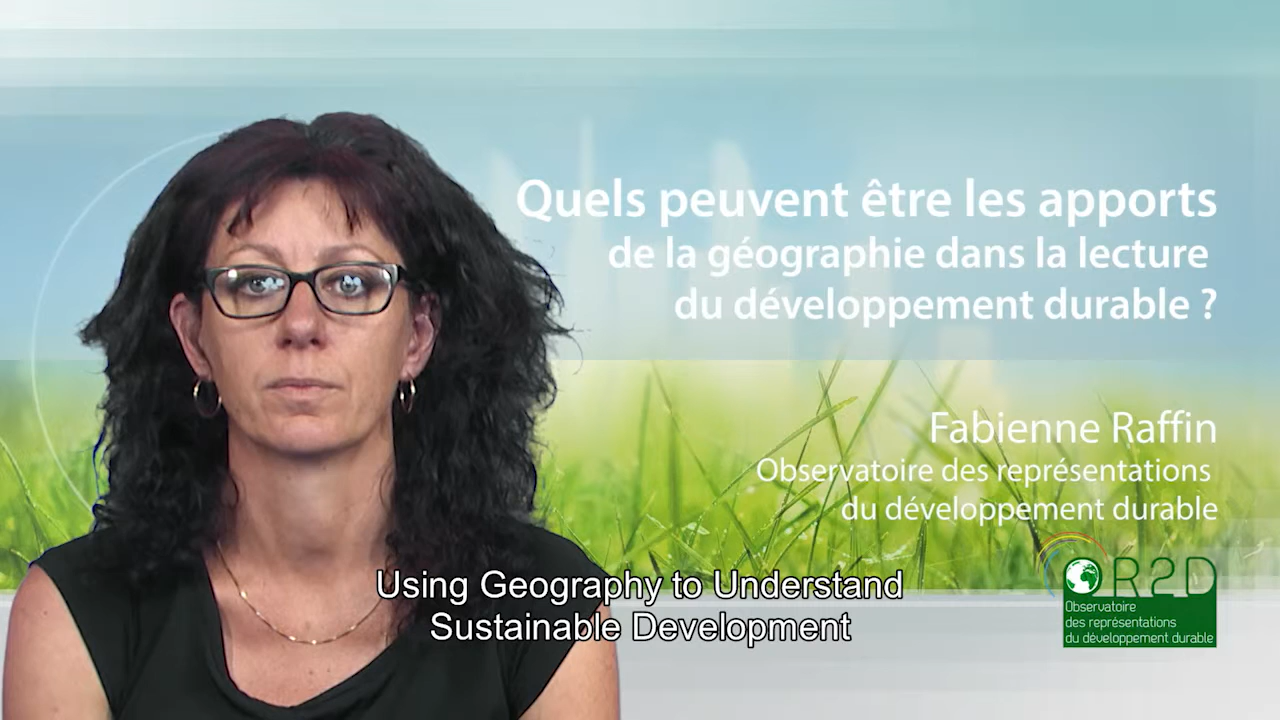 Quels peuvent être les apports
de la géographie dans la lecture
du développement durable ?
Fabienne Raffin
Observatoire des représentations
du développement durable
OR2D
Observatoire
des représentations
du développement durable
Using Geography to Understand
Sustainable Development